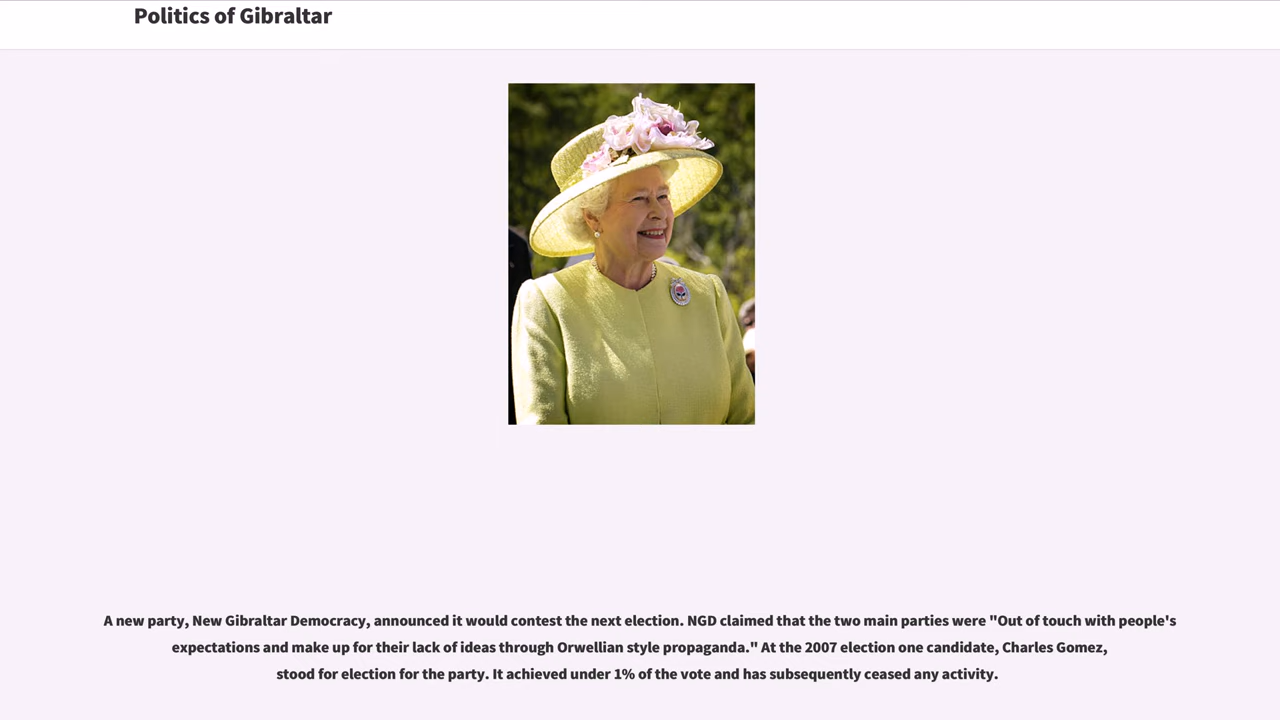 Politics of Gibraltar
A new party, New Gibraltar Democracy, announced it would contest the next election. NGD claimed that the two main parties were "Out of touch with people's
expectations and make up for their lack of ideas through Orwellian style propaganda." At the 2007 election one candidate, Charles Gomez,
stood for election for the party. It achieved under 1% of the vote and has subsequently ceased any activity.